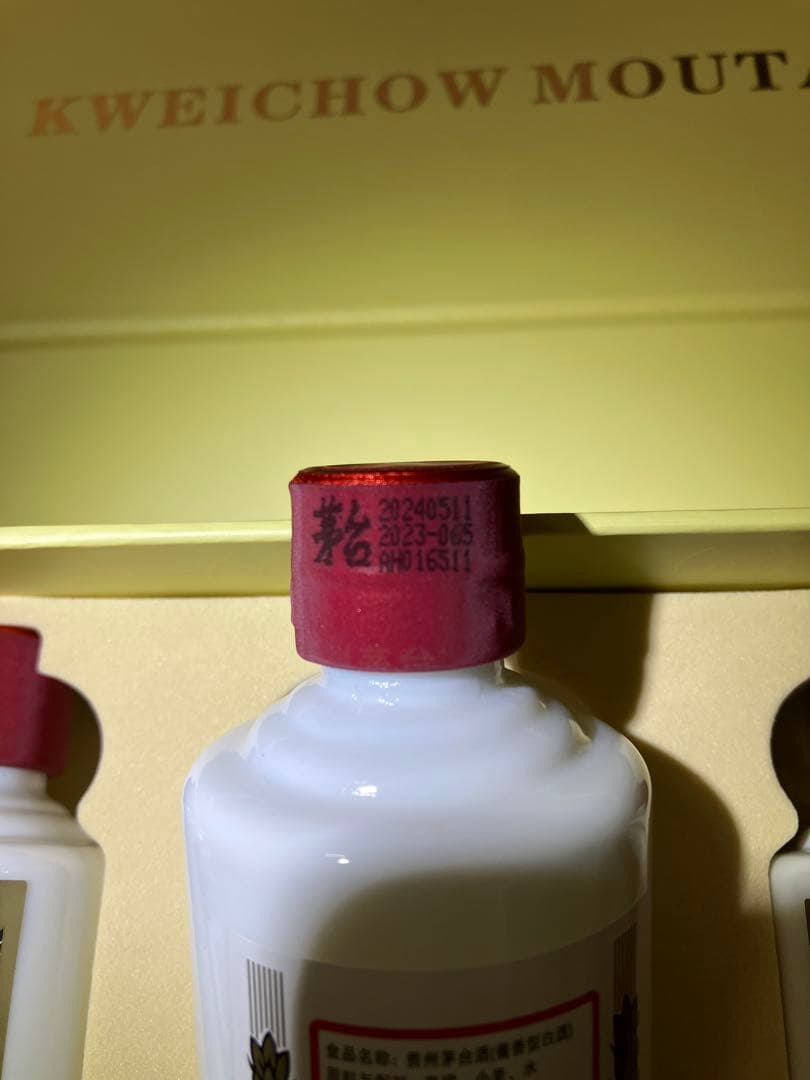 KWEICHOW MOUTA
茅台
20240511
2023-065
AH016511
食品名称：贵州茅台酒(酱香型白酒)